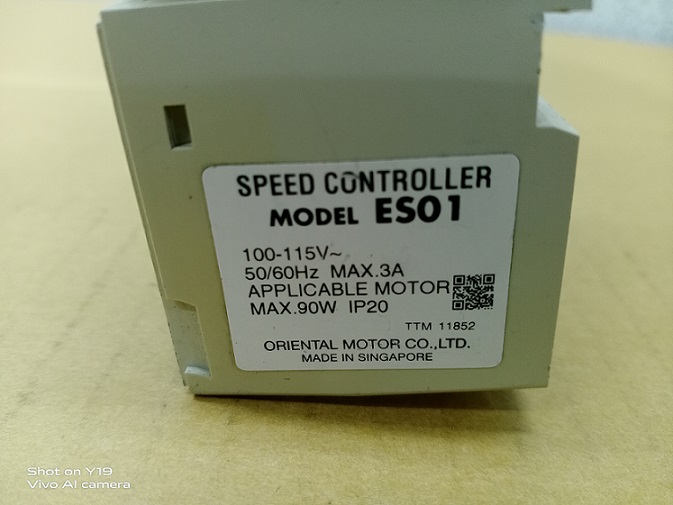 SPEED CONTROLLER
MODEL ES01
100-115V~
50/60Hz MAX.3A
APPLICABLE MOTOR
MAX.90W IP20
TTM 11852
ORIENTAL MOTOR CO.,LTD.
MADE IN SINGAPORE
Shot on Y19
Vivo AI camera